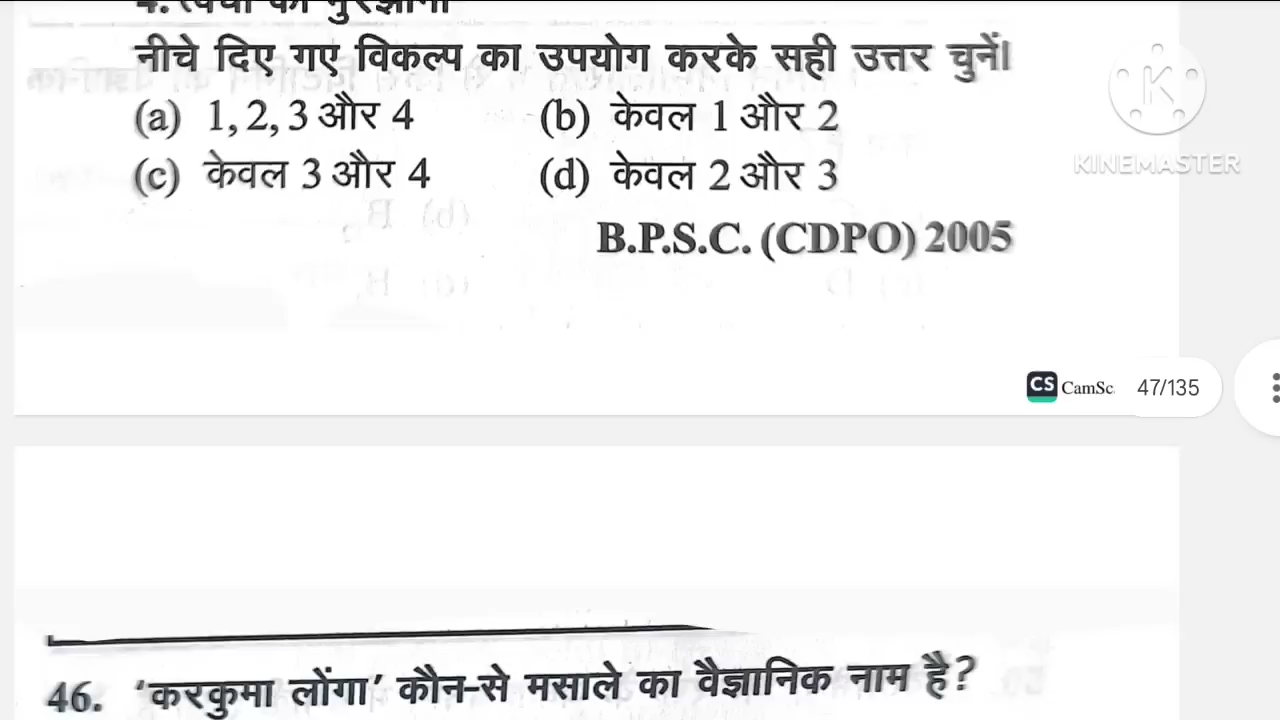 नीचे दिए गए विकल्प का उपयोग करके सही उत्तर चुनें।
(a) 1, 2, 3 और 4 (b) केवल 1 और 2
(c) केवल 3 और 4 (d) केवल 2 और 3
B.P.S.C. (CDPO) 2005
KINEMASTER
CS CamSc 47/135
46. ‘करकुमा लोंगा’ कौन-से मसाले का वैज्ञानिक नाम है?